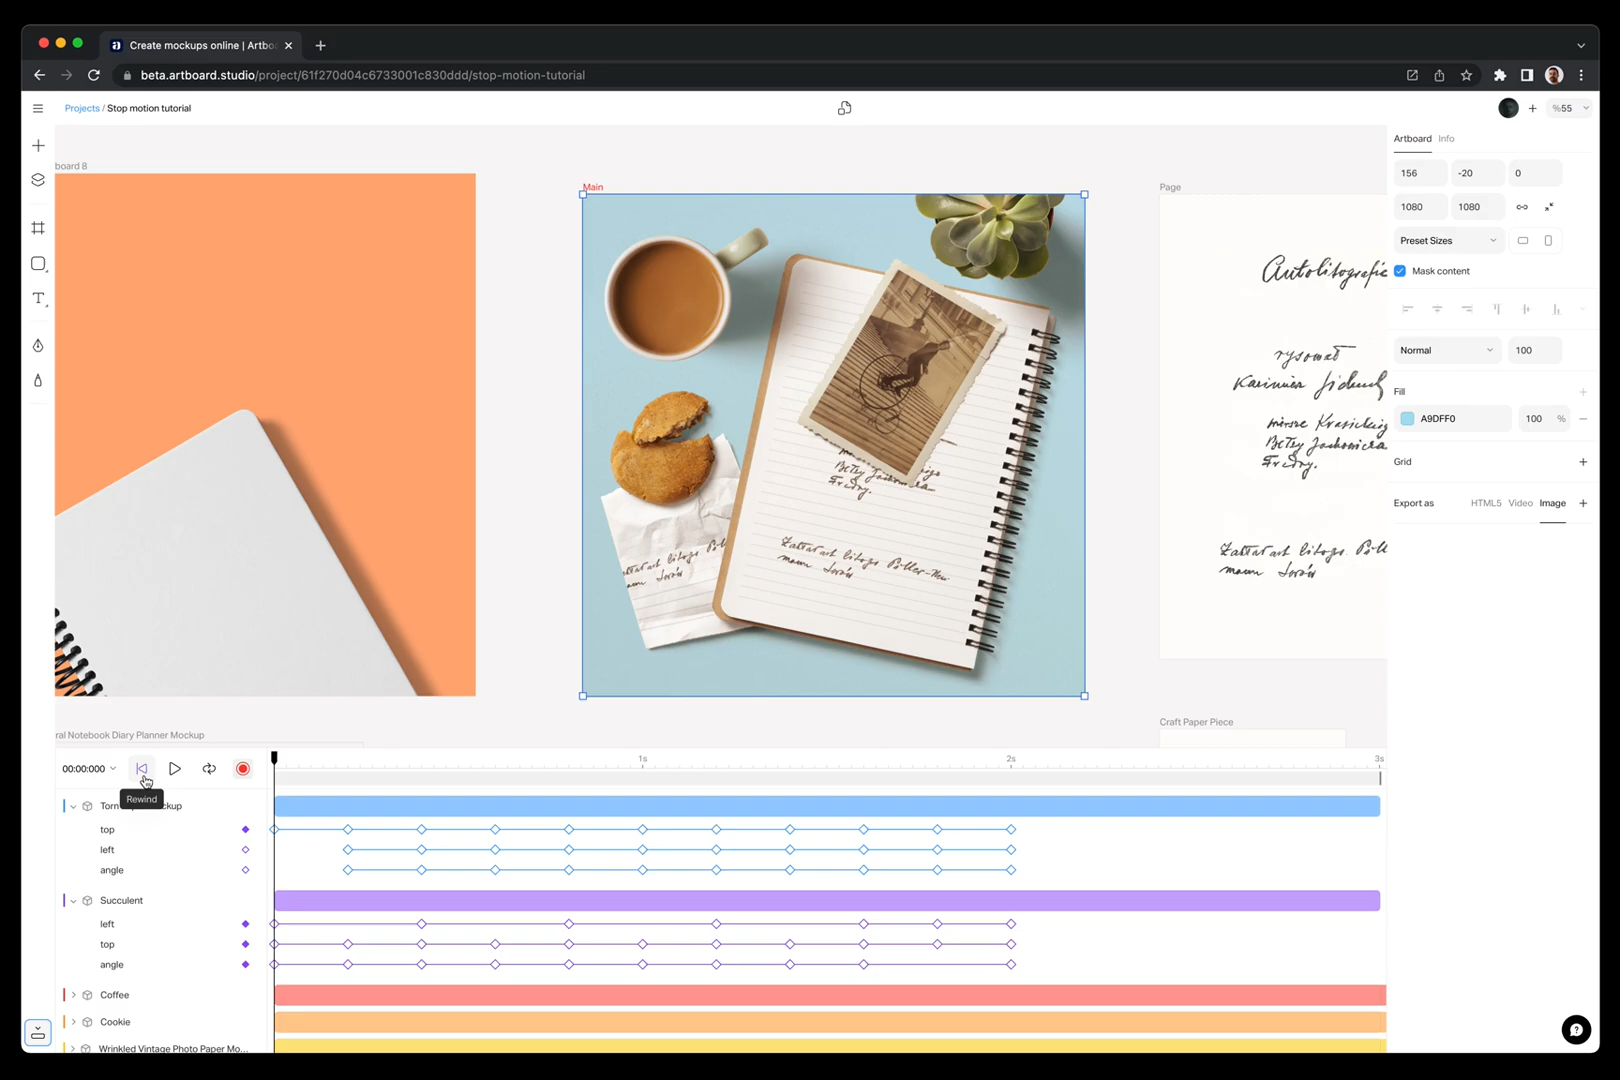 Create mockups online | Artbo
beta.artboard.studio/project/61f270d04c6733001c830ddd/stop-motion-tutorial
Projects / Stop motion tutorial
%55
Artboard Info
board 8
Main
Page
156 -20 0
1080 1080
Preset Sizes
Mask content
Normal 100
Fill
A9DFF0 100 %
Grid
Export as HTML5 Video Image
Autolitografie
rysował
ral Notebook Diary Planner Mockup
Craft Paper Piece
00:00:000
1s 2s 3s
Rewind
top
left
angle
Succulent
left
top
angle
Coffee
Cookie
Wrinkled Vintage Photo Paper Mo...